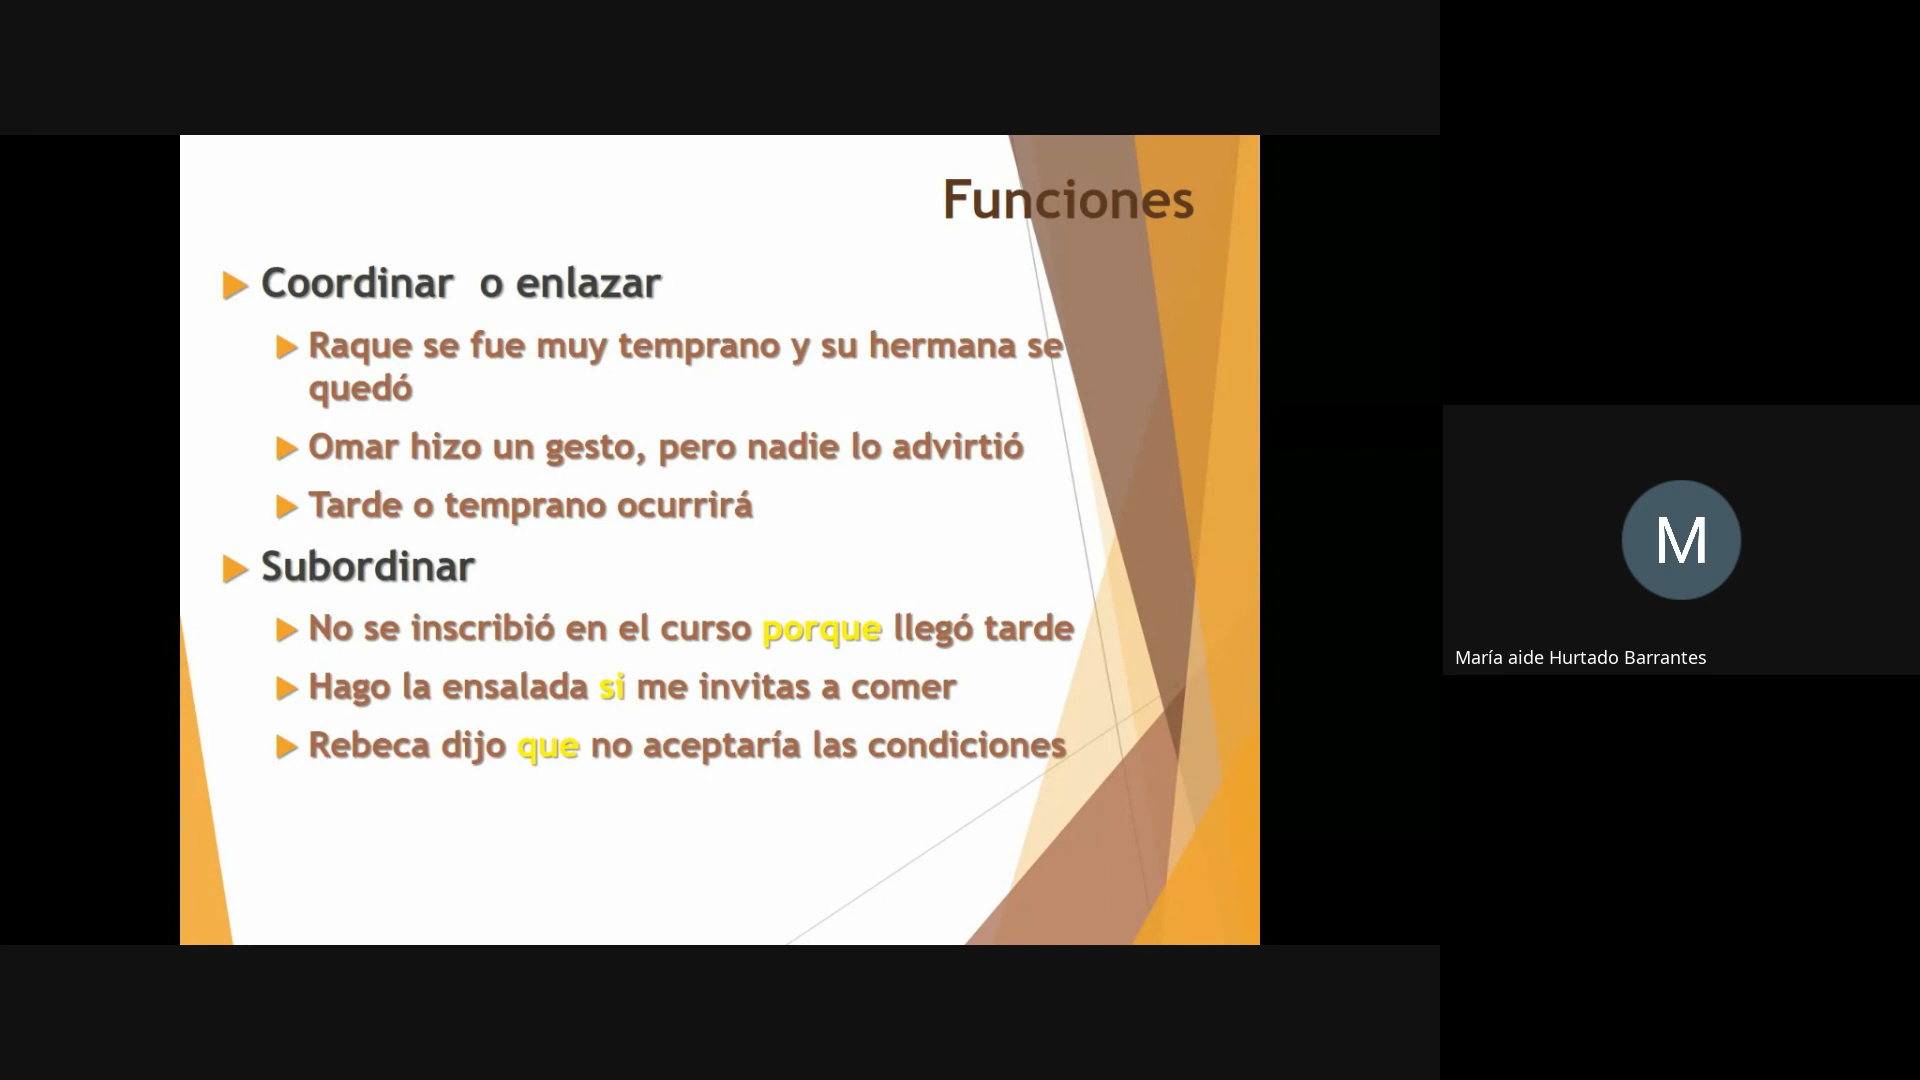 Funciones
Coordinar o enlazar
Raque se fue muy temprano y su hermana se
quedó
Omar hizo un gesto, pero nadie lo advirtió
Tarde o temprano ocurrirá
Subordinar
No se inscribió en el curso porque llegó tarde
Hago la ensalada si me invitas a comer
Rebeca dijo que no aceptaría las condiciones
M
María aide Hurtado Barrantes